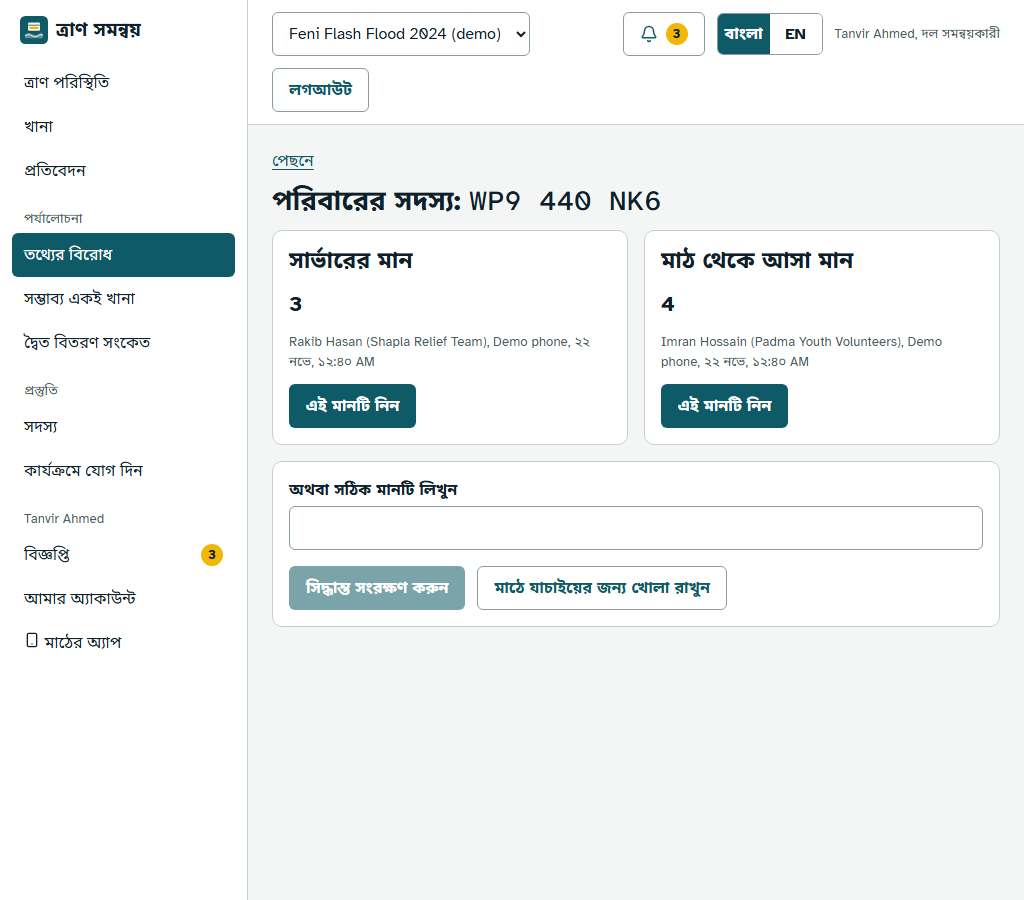 ত্রাণ সমন্বয়
ত্রাণ পরিস্থিতি
খানা
প্রতিবেদন
পর্যালোচনা
তথ্যের বিরোধ
সম্ভাব্য একই খানা
দ্বৈত বিতরণ সংকেত
প্রস্তুতি
সদস্য
কার্যক্রমে যোগ দিন
Tanvir Ahmed
বিজ্ঞপ্তি 3
আমার অ্যাকাউন্ট
মাঠের অ্যাপ
Feni Flash Flood 2024 (demo)
3
বাংলা EN
Tanvir Ahmed, দল সমন্বয়কারী
লগআউট
পেছনে
পরিবারের সদস্য: WP9 440 NK6
সার্ভারের মান
3
Rakib Hasan (Shapla Relief Team), Demo phone, ২২
নভে, ১২:৪০ AM
এই মানটি নিন
মাঠ থেকে আসা মান
4
Imran Hossain (Padma Youth Volunteers), Demo
phone, ২২ নভে, ১২:৪০ AM
এই মানটি নিন
অথবা সঠিক মানটি লিখুন
সিদ্ধান্ত সংরক্ষণ করুন
মাঠে যাচাইয়ের জন্য খোলা রাখুন